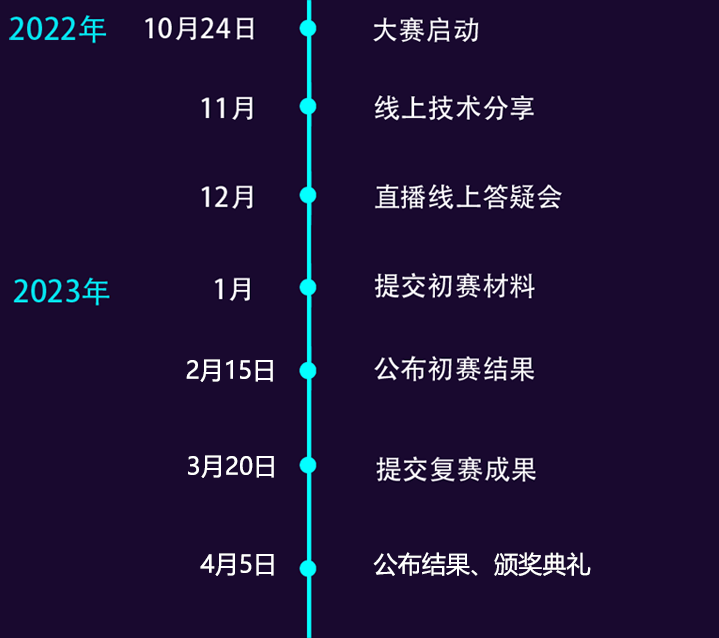 2022年 10月24日 大赛启动
11月 线上技术分享
12月 直播线上答疑会
2023年 1月 提交初赛材料
2月15日 公布初赛结果
3月20日 提交复赛成果
4月5日 公布结果、颁奖典礼